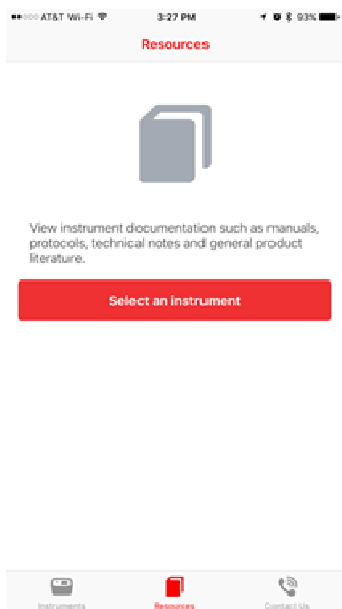 AT&T Wi-Fi 3:27 PM 93%
Resources
View instrument documentation such as manuals,
protocols, technical notes and general product
literature.
Select an instrument
Instruments Resources Contact Us